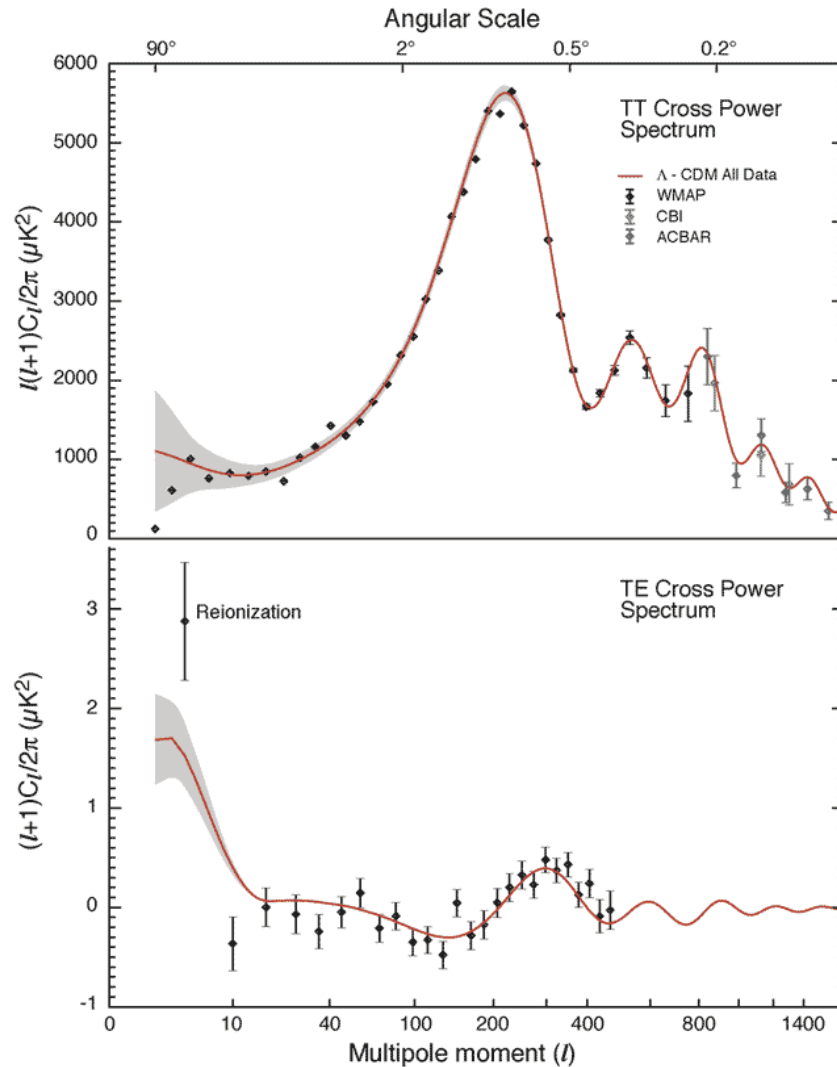 Angular Scale
90° 2° 0.5° 0.2°
6000
TT Cross Power
Spectrum
Λ - CDM All Data
WMAP
CBI
ACBAR
5000
4000
3000
2000
1000
0
l(l+1)Cl/2π (μK²)
TE Cross Power
Spectrum
Reionization
3
2
1
0
-1
(l+1)Cl/2π (μK²)
0 10 40 100 200 400 800 1400
Multipole moment (l)